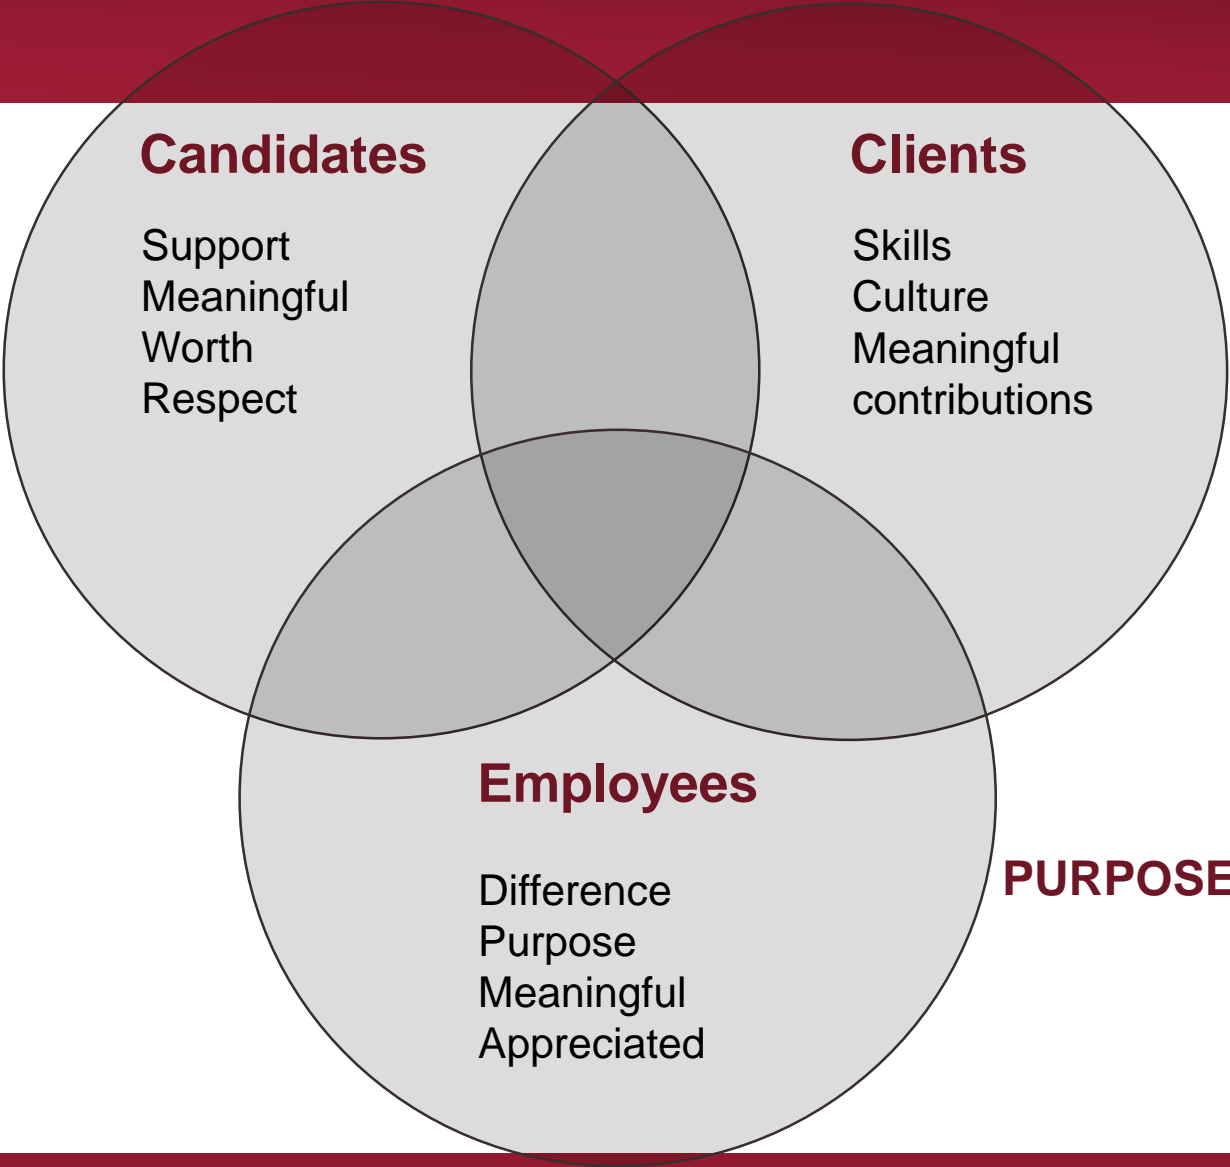 Candidates
Support
Meaningful
Worth
Respect
Clients
Skills
Culture
Meaningful
contributions
Employees
Difference
Purpose
Meaningful
Appreciated
PURPOSE